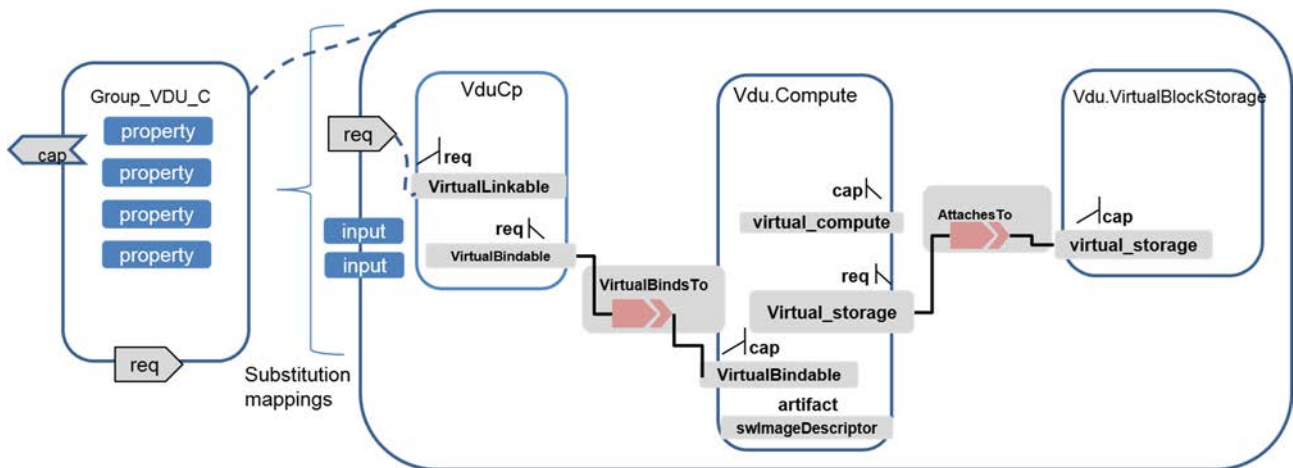 Group_VDU_C
property
property
property
property
cap
req
Substitution
mappings
req
input
input
VduCp
req
VirtualLinkable
req
VirtualBindable
VirtualBindsTo
Vdu.Compute
cap
virtual_compute
req
Virtual_storage
cap
VirtualBindable
artifact
swImageDescriptor
AttachesTo
Vdu.VirtualBlockStorage
cap
virtual_storage